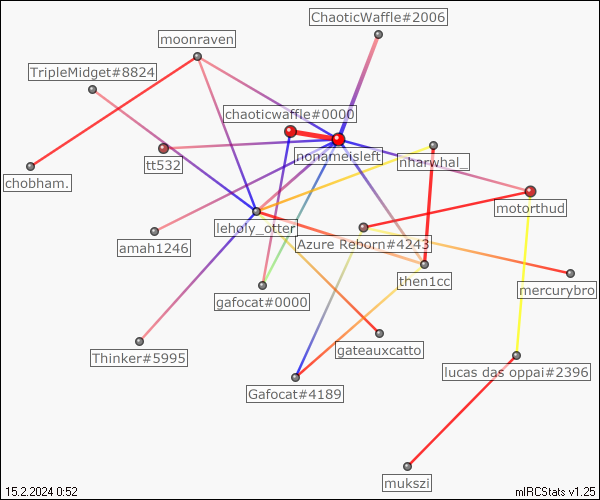 ChaoticWaffle#2006
moonraven
TripleMidget#8824
chaoticwaffle#0000
nonameisleft
nharwhal_
tt532
chobham.
motorthud
leholy_otter
amah1246
Azure Reborn#4243
then1cc
mercurybro
gafocat#0000
Thinker#5995
gateauxcatto
lucas das oppai#2396
Gafocat#4189
mukszi
15.2.2024 0:52
mIRCStats v1.25